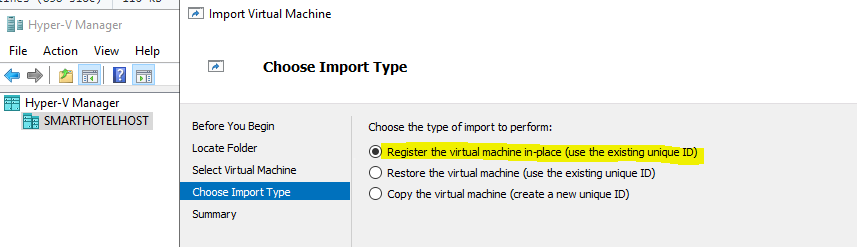 Hyper-V Manager
File Action View Help
Hyper-V Manager
SMARTHOTELHOST
Import Virtual Machine
Choose Import Type
Before You Begin
Locate Folder
Select Virtual Machine
Choose Import Type
Summary
Choose the type of import to perform:
Register the virtual machine in-place (use the existing unique ID)
Restore the virtual machine (use the existing unique ID)
Copy the virtual machine (create a new unique ID)